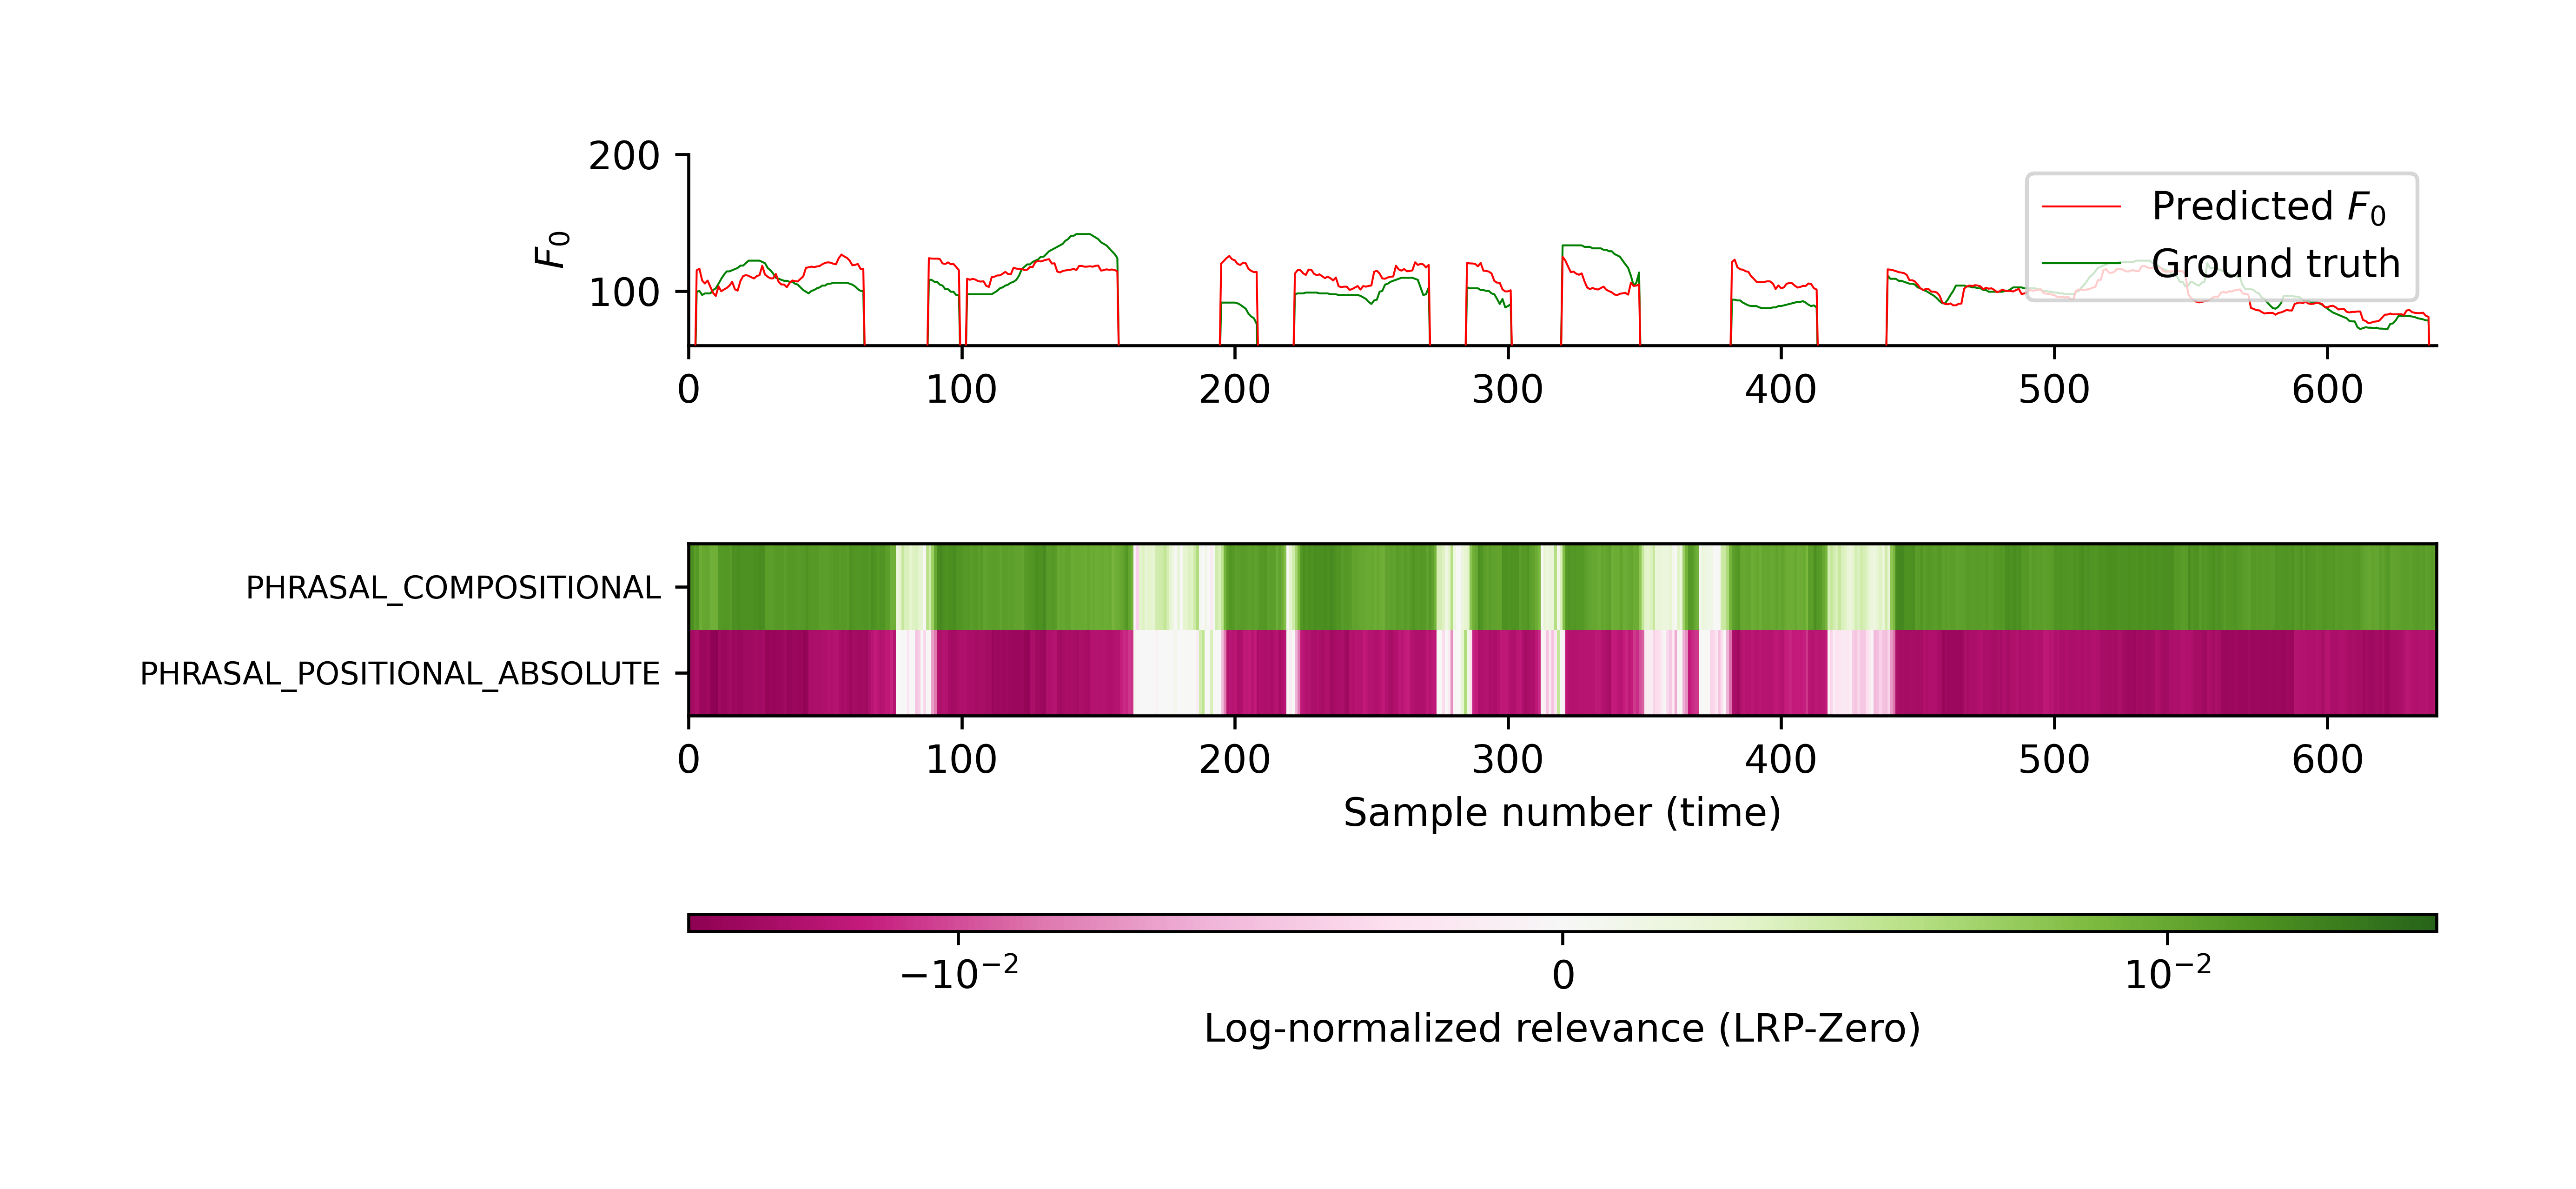 200
100
F₀
Predicted F₀
Ground truth
0 100 200 300 400 500 600
PHRASAL_COMPOSITIONAL
PHRASAL_POSITIONAL_ABSOLUTE
0 100 200 300 400 500 600
Sample number (time)
−10⁻² 0 10⁻²
Log-normalized relevance (LRP-Zero)